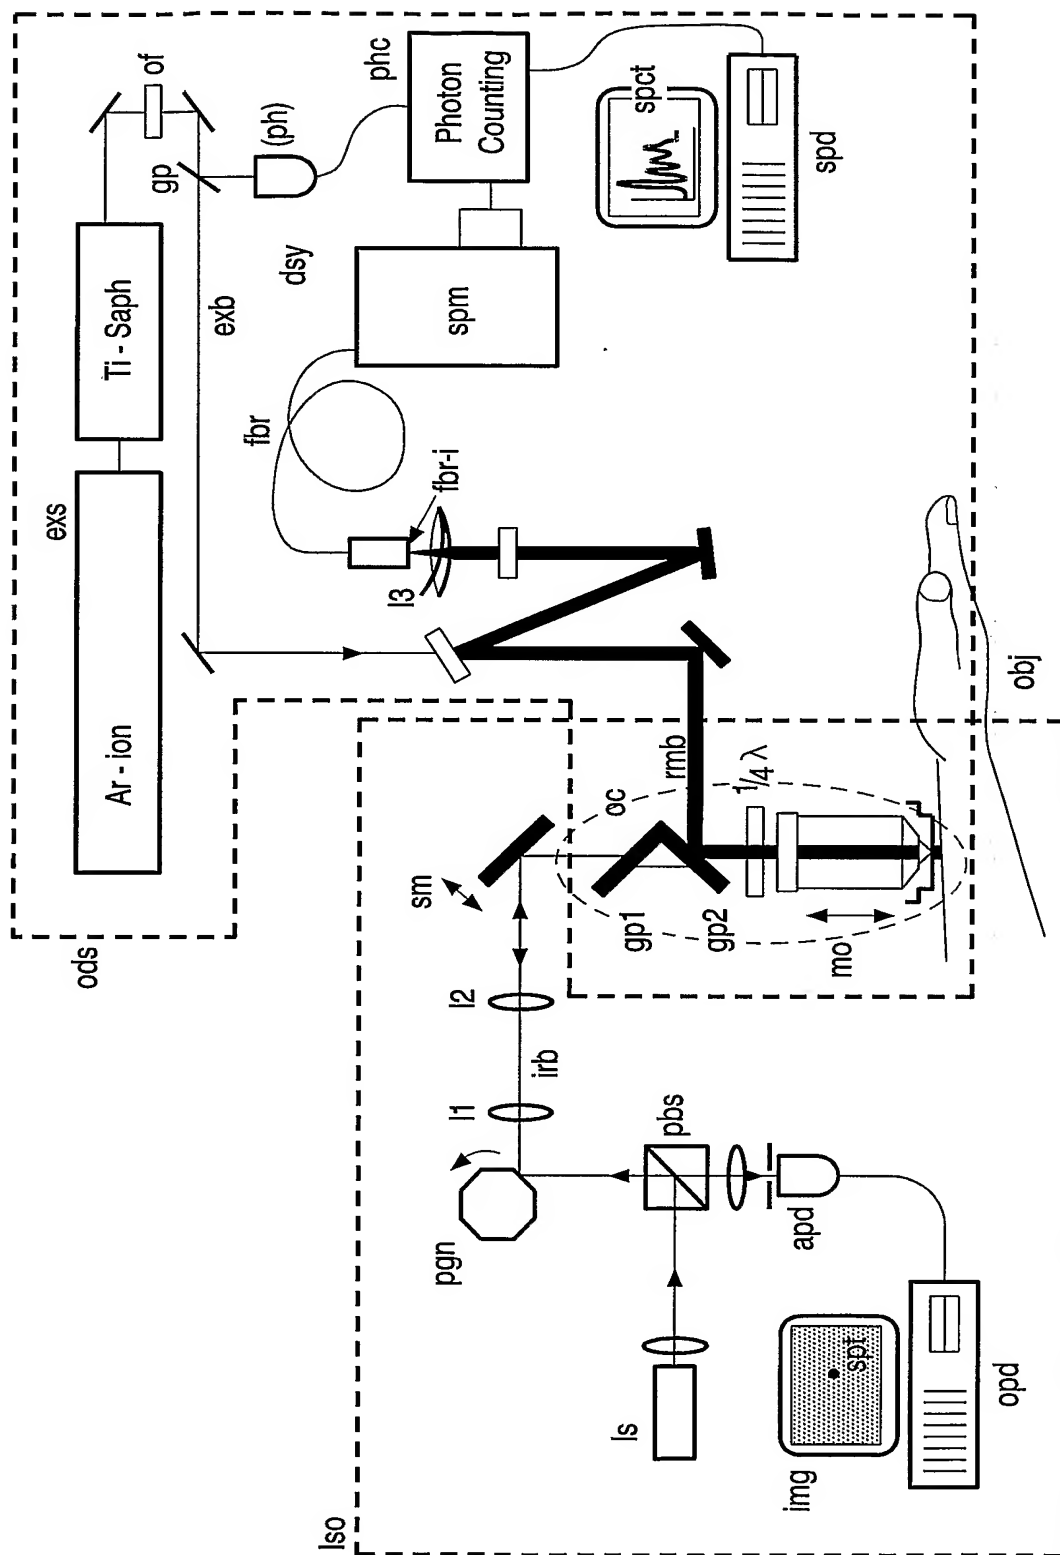 exs
ods
Ar - ion
Ti - Saph
of
gp
exb
fbr
(ph)
dsy
phc
lso
l3
sm
fbr-i
pgn
l1
l2
Photon
Counting
spm
irb
oc
gp1
ls
pbs
rmb
spct
gp2
1/4 λ
img
apd
mo
spd
spt
opd
obj